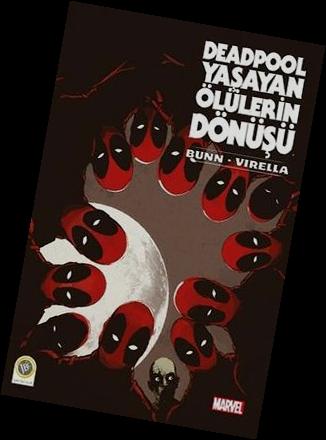 DEADPOOL
YAŞAYAN
ÖLÜLERİN
DÖNÜŞÜ
BUNN - VIRELLA
MARVEL